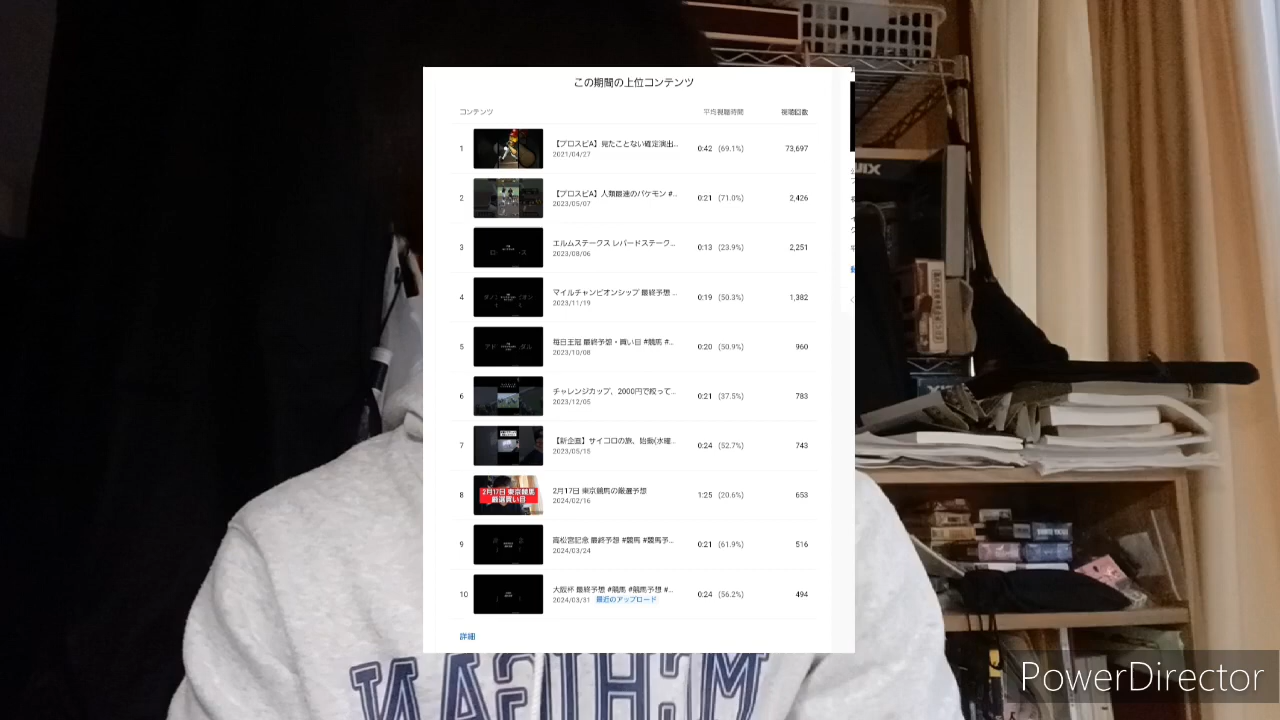 この期間の上位コンテンツ
コンテンツ 平均視聴時間 視聴回数
1 【プロスピA】見たことない確定演出... 0:42 (69.1%) 73,697
2021/04/27
2 【プロスピA】人類最速のバケモン #... 0:21 (71.0%) 2,426
2023/05/07
3 エルムステークス レパードステーク... 0:13 (23.9%) 2,251
2023/08/06
4 マイルチャンピオンシップ 最終予想 ... 0:19 (50.3%) 1,382
2023/11/19
5 毎日王冠 最終予想・買い目 #競馬 #... 0:20 (50.9%) 960
2023/10/08
6 チャレンジカップ、2000円で絞って... 0:21 (37.5%) 783
2023/12/05
7 【新企画】サイコロの旅、始動(水曜... 0:24 (52.7%) 743
2023/05/15
8 2月17日 東京競馬の厳選予想 1:25 (20.6%) 653
2024/02/16
2月17日 東京競馬
厳選買い目
9 高松宮記念 最終予想 #競馬 #競馬予... 0:21 (61.9%) 516
2024/03/24
10 大阪杯 最終予想 #競馬 #競馬予想 #... 0:24 (56.2%) 494
2024/03/31 最近のアップロード
詳細
PowerDirector